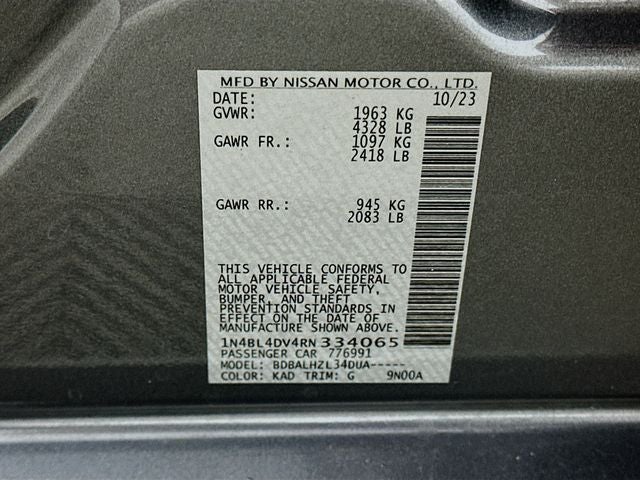 MFD BY NISSAN MOTOR CO., LTD.
DATE: 10/23
GVWR: 1963 KG
4328 LB
GAWR FR.: 1097 KG
2418 LB
GAWR RR.: 945 KG
2083 LB
THIS VEHICLE CONFORMS TO
ALL APPLICABLE FEDERAL
MOTOR VEHICLE SAFETY,
BUMPER, AND THEFT
PREVENTION STANDARDS
IN EFFECT ON THE DATE OF
MANUFACTURE SHOWN ABOVE.
1N4BL4DV4RN334065
PASSENGER CAR 776991
MODEL: BDBALHZL34DUA-----
COLOR: KAD TRIM: G 9N00A